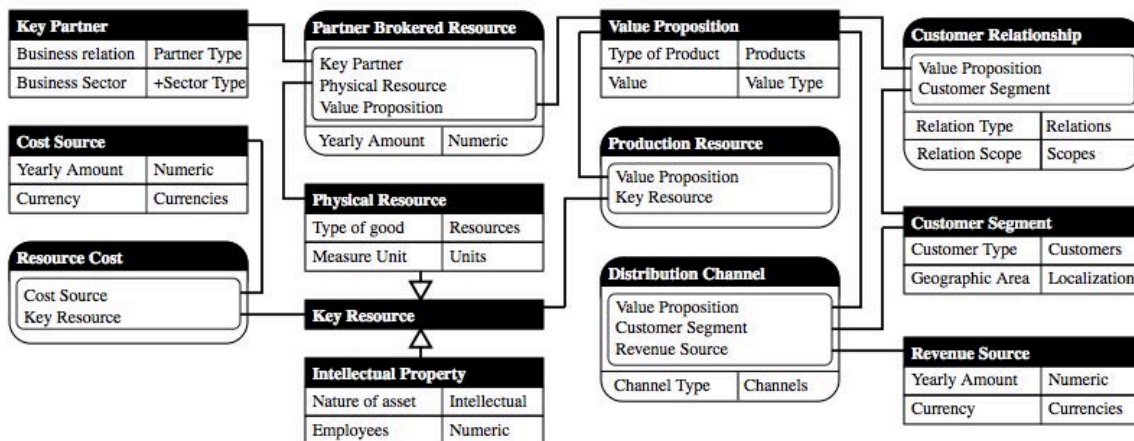 Key Partner
Business relation Partner Type
Business Sector +Sector Type
Cost Source
Yearly Amount Numeric
Currency Currencies
Resource Cost
Cost Source
Key Resource
Partner Brokered Resource
Key Partner
Physical Resource
Value Proposition
Yearly Amount Numeric
Physical Resource
Type of good Resources
Measure Unit Units
Key Resource
Intellectual Property
Nature of asset Intellectual
Employees Numeric
Value Proposition
Type of Product Products
Value Value Type
Production Resource
Value Proposition
Key Resource
Distribution Channel
Value Proposition
Customer Segment
Revenue Source
Channel Type Channels
Customer Relationship
Value Proposition
Customer Segment
Relation Type Relations
Relation Scope Scopes
Customer Segment
Customer Type Customers
Geographic Area Localization
Revenue Source
Yearly Amount Numeric
Currency Currencies